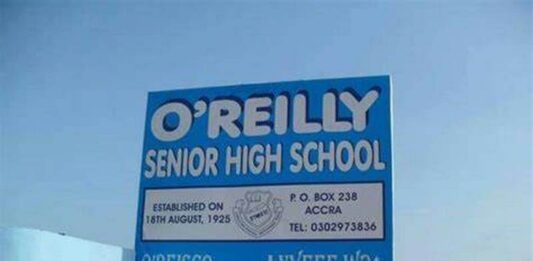 O'REILLY
SENIOR HIGH SCHOOL
ESTABLISHED ON
18TH AUGUST, 1925
P. O. BOX 238
ACCRA
TEL: 0302973836